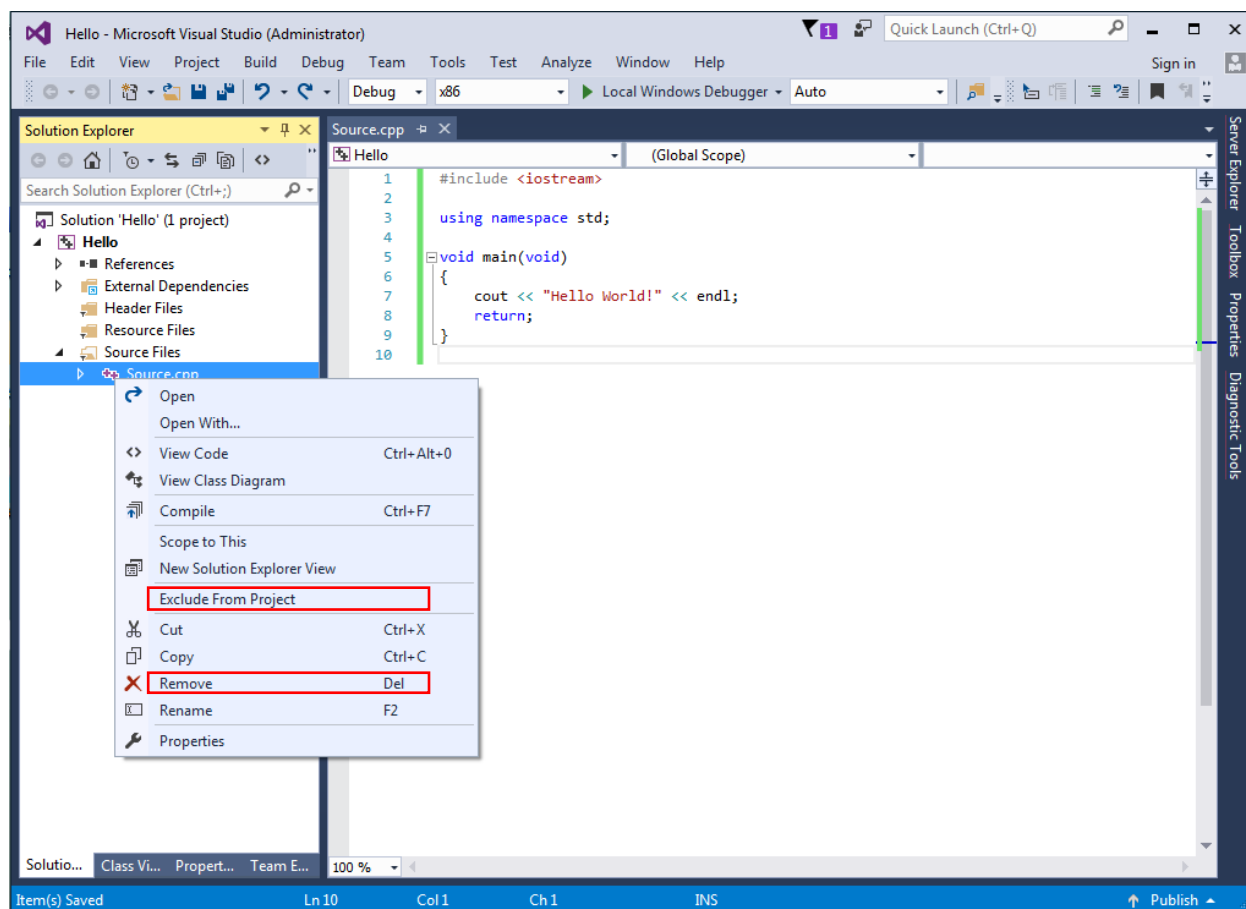 Hello - Microsoft Visual Studio (Administrator)
1
Quick Launch (Ctrl+Q)
File Edit View Project Build Debug Team Tools Test Analyze Window Help
Sign in
Debug x86 Local Windows Debugger Auto
Solution Explorer
Search Solution Explorer (Ctrl+;)
Solution 'Hello' (1 project)
Hello
References
External Dependencies
Header Files
Resource Files
Source Files
Source.cpp
Open
Open With...
View Code Ctrl+Alt+0
View Class Diagram
Compile Ctrl+F7
Scope to This
New Solution Explorer View
Exclude From Project
Cut Ctrl+X
Copy Ctrl+C
Remove Del
Rename F2
Properties
Solutio... Class Vi... Propert... Team E...
Source.cpp
Hello (Global Scope)
1 #include <iostream>
2
3 using namespace std;
4
5 void main(void)
6 {
7 cout << "Hello World!" << endl;
8 return;
9 }
10
100 %
Server Explorer
Toolbox
Properties
Diagnostic Tools
Item(s) Saved Ln 10 Col 1 Ch 1 INS Publish